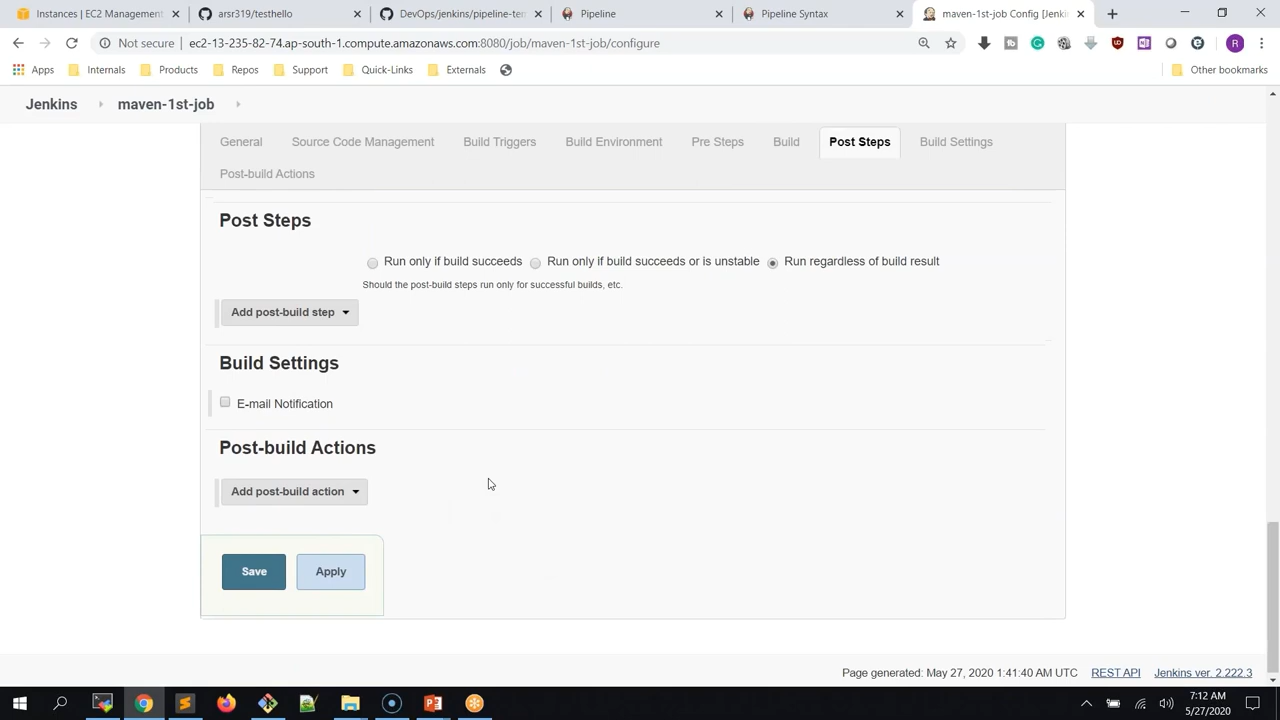 Instances | EC2 Management
arsr319/testhello
DevOps/jenkins/pipeline-ten
Pipeline
Pipeline Syntax
maven-1st-job Config [Jenki
Not secure
ec2-13-235-82-74.ap-south-1.compute.amazonaws.com:8080/job/maven-1st-job/configure
R
Apps
Internals
Products
Repos
Support
Quick-Links
Externals
Other bookmarks
Jenkins
maven-1st-job
General
Source Code Management
Build Triggers
Build Environment
Pre Steps
Build
Post Steps
Build Settings
Post-build Actions
Post Steps
Run only if build succeeds
Run only if build succeeds or is unstable
Run regardless of build result
Should the post-build steps run only for successful builds, etc.
Add post-build step
Build Settings
E-mail Notification
Post-build Actions
Add post-build action
Save
Apply
Page generated: May 27, 2020 1:41:40 AM UTC
REST API
Jenkins ver. 2.222.3
7:12 AM
5/27/2020